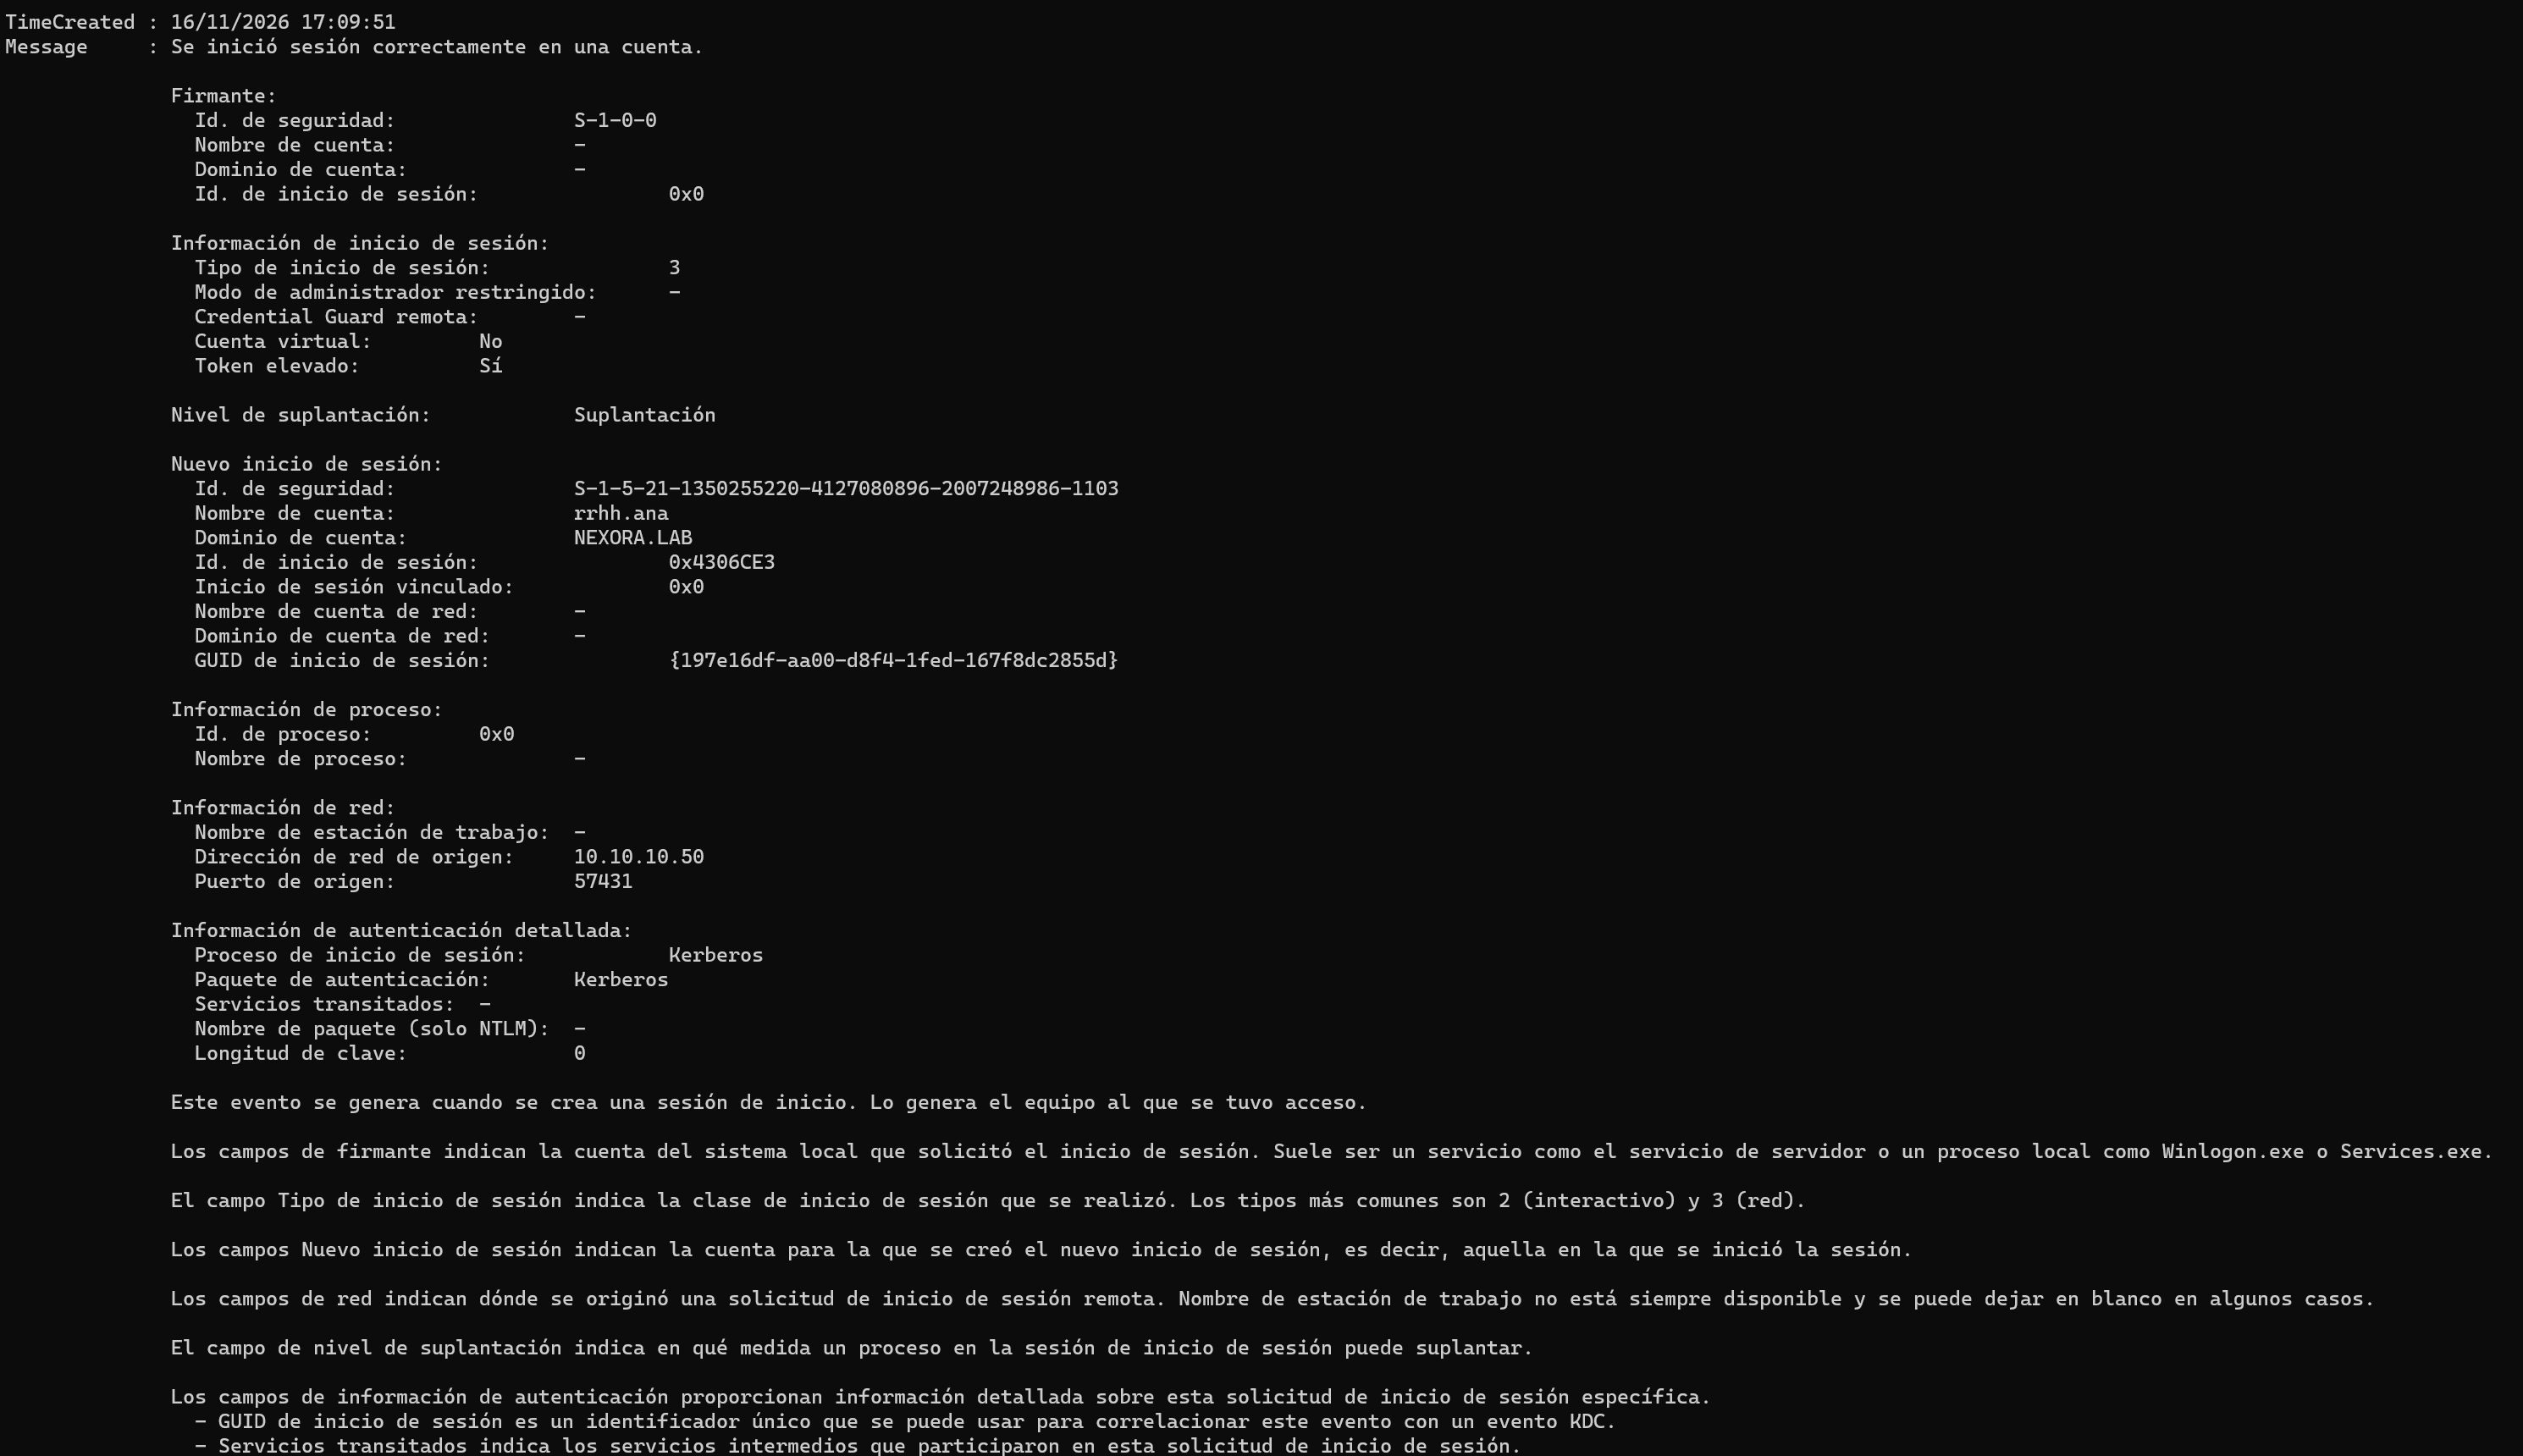 TimeCreated : 16/11/2026 17:09:51
Message     : Se inició sesión correctamente en una cuenta.
Firmante:
Id. de seguridad: S-1-0-0
Nombre de cuenta: -
Dominio de cuenta: -
Id. de inicio de sesión: 0x0
Información de inicio de sesión:
Tipo de inicio de sesión: 3
Modo de administrador restringido: -
Credential Guard remota: -
Cuenta virtual: No
Token elevado: Sí
Nivel de suplantación: Suplantación
Nuevo inicio de sesión:
Id. de seguridad: S-1-5-21-1350255220-4127080896-2007248986-1103
Nombre de cuenta: rrhh.ana
Dominio de cuenta: NEXORA.LAB
Id. de inicio de sesión: 0x4306CE3
Inicio de sesión vinculado: 0x0
Nombre de cuenta de red: -
Dominio de cuenta de red: -
GUID de inicio de sesión: {197e16df-aa00-d8f4-1fed-167f8dc2855d}
Información de proceso:
Id. de proceso: 0x0
Nombre de proceso: -
Información de red:
Nombre de estación de trabajo: -
Dirección de red de origen: 10.10.10.50
Puerto de origen: 57431
Información de autenticación detallada:
Proceso de inicio de sesión: Kerberos
Paquete de autenticación: Kerberos
Servicios transitados: -
Nombre de paquete (solo NTLM): -
Longitud de clave: 0
Este evento se genera cuando se crea una sesión de inicio. Lo genera el equipo al que se tuvo acceso.
Los campos de firmante indican la cuenta del sistema local que solicitó el inicio de sesión. Suele ser un servicio como el servicio de servidor o un proceso local como Winlogon.exe o Services.exe.
El campo Tipo de inicio de sesión indica la clase de inicio de sesión que se realizó. Los tipos más comunes son 2 (interactivo) y 3 (red).
Los campos Nuevo inicio de sesión indican la cuenta para la que se creó el nuevo inicio de sesión, es decir, aquella en la que se inició la sesión.
Los campos de red indican dónde se originó una solicitud de inicio de sesión remota. Nombre de estación de trabajo no está siempre disponible y se puede dejar en blanco en algunos casos.
El campo de nivel de suplantación indica en qué medida un proceso en la sesión de inicio de sesión puede suplantar.
Los campos de información de autenticación proporcionan información detallada sobre esta solicitud de inicio de sesión específica.
- GUID de inicio de sesión es un identificador único que se puede usar para correlacionar este evento con un evento KDC.
- Servicios transitados indica los servicios intermedios que participaron en esta solicitud de inicio de sesión.